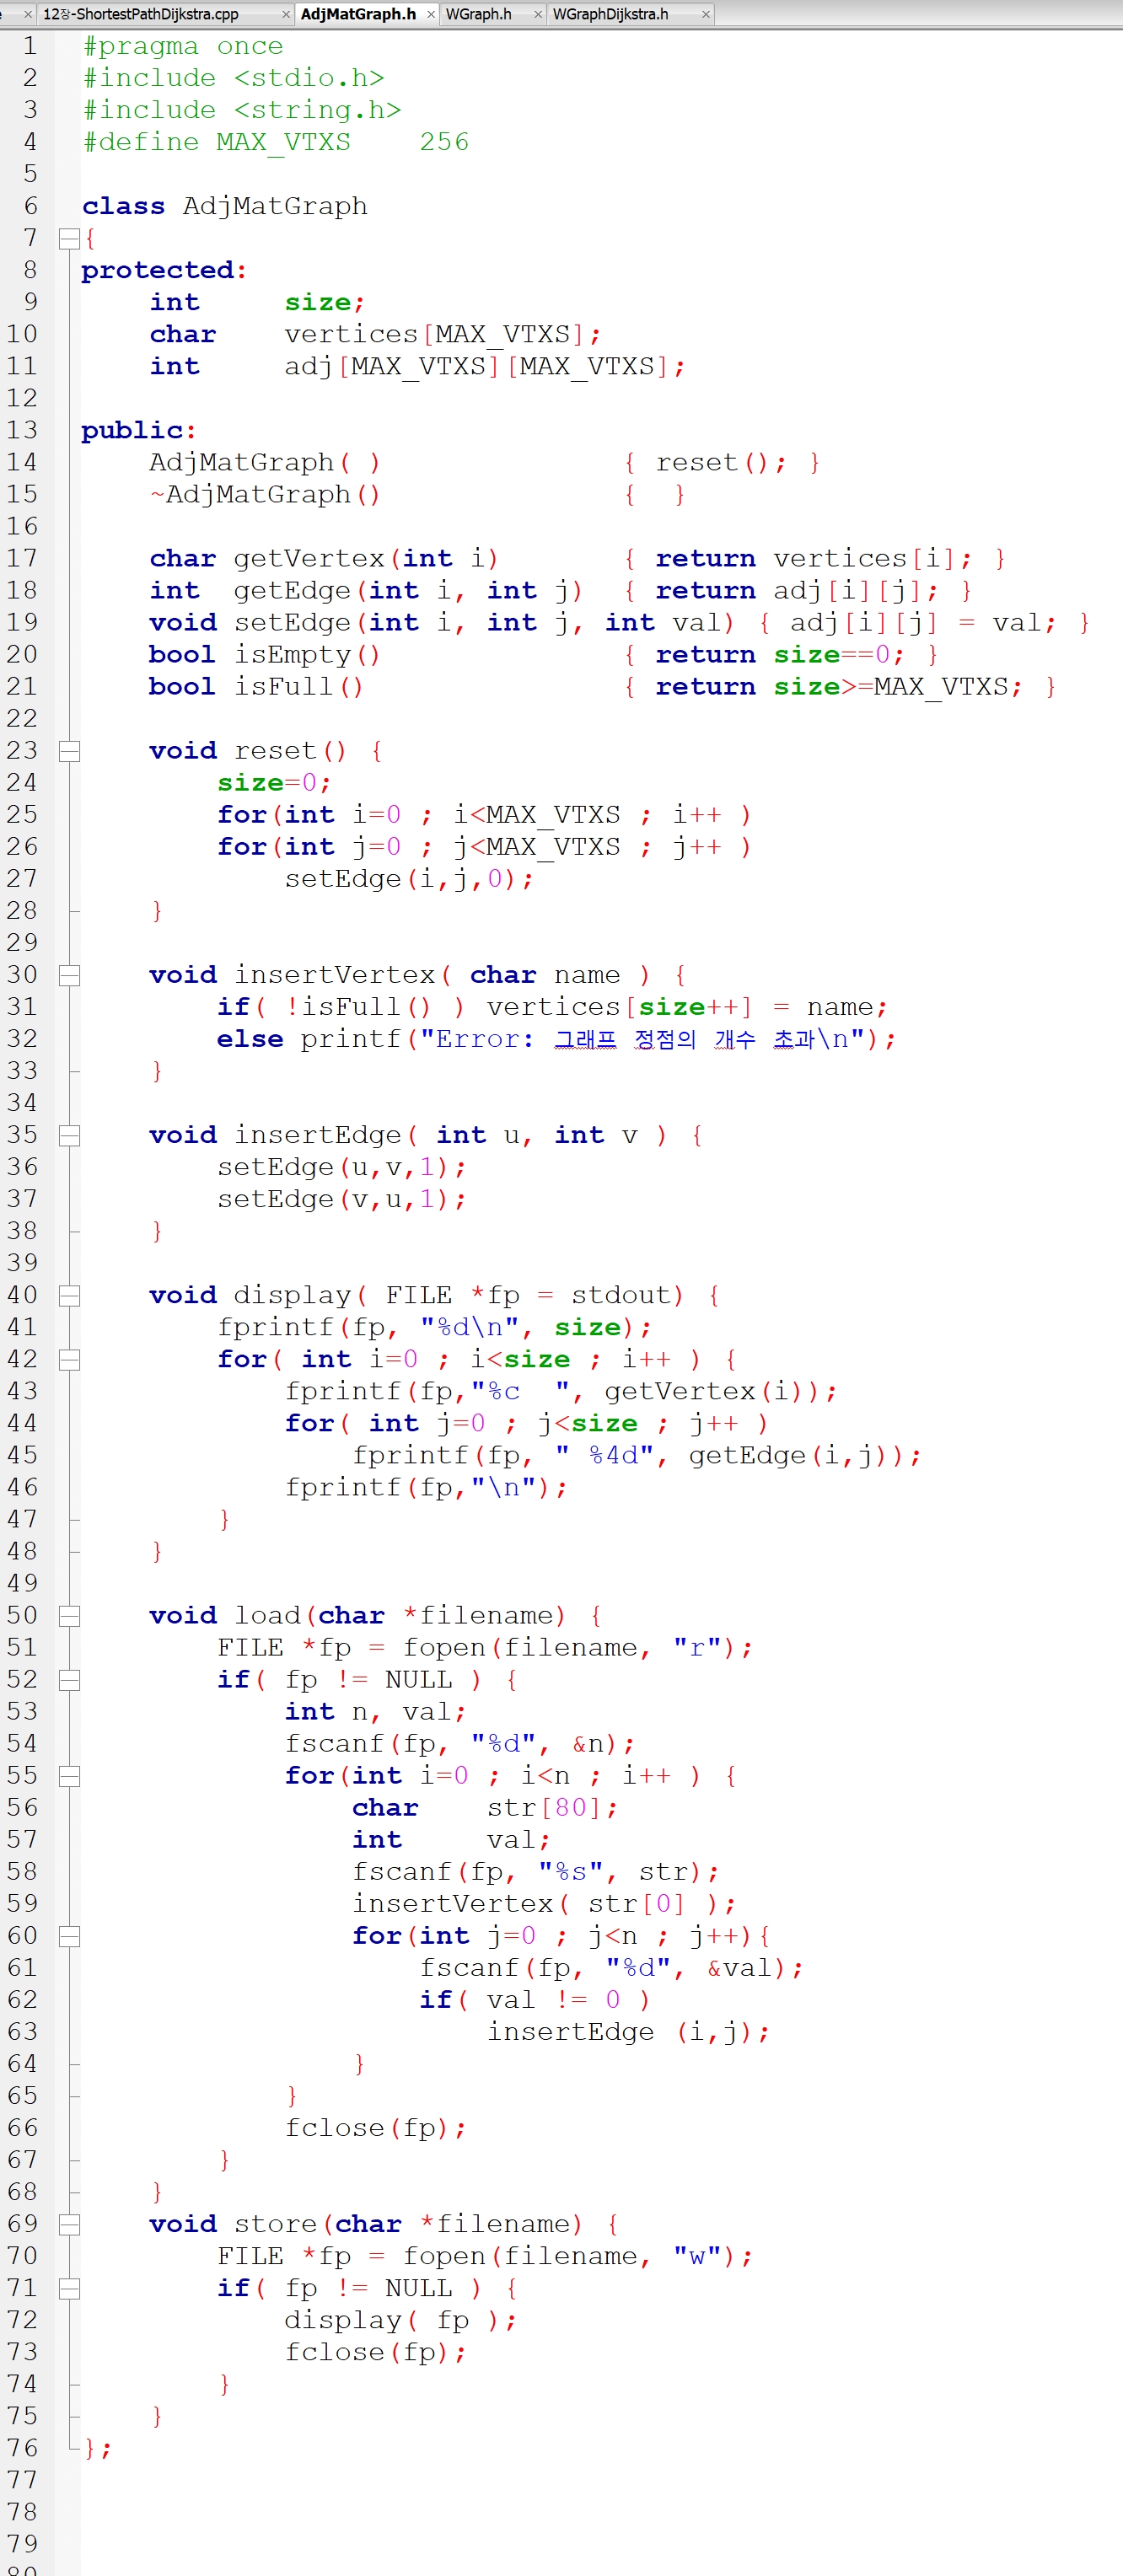 12장-ShortestPathDijkstra.cpp AdjMatGraph.h WGraph.h WGraphDijkstra.h
1 #pragma once
2 #include <stdio.h>
3 #include <string.h>
4 #define MAX_VTXS    256
5
6 class AdjMatGraph
7 {
8 protected:
9     int     size;
10     char    vertices[MAX_VTXS];
11     int     adj[MAX_VTXS][MAX_VTXS];
12
13 public:
14     AdjMatGraph( )               { reset(); }
15     ~AdjMatGraph()               {  }
16
17     char getVertex(int i)        { return vertices[i]; }
18     int  getEdge(int i, int j)   { return adj[i][j]; }
19     void setEdge(int i, int j, int val) { adj[i][j] = val; }
20     bool isEmpty()               { return size==0; }
21     bool isFull()                { return size>=MAX_VTXS; }
22
23     void reset() {
24         size=0;
25         for(int i=0 ; i<MAX_VTXS ; i++ )
26         for(int j=0 ; j<MAX_VTXS ; j++ )
27             setEdge(i,j,0);
28     }
29
30     void insertVertex( char name ) {
31         if( !isFull() ) vertices[size++] = name;
32         else printf("Error: 그래프 정점의 개수 초과\n");
33     }
34
35     void insertEdge( int u, int v ) {
36         setEdge(u,v,1);
37         setEdge(v,u,1);
38     }
39
40     void display( FILE *fp = stdout) {
41         fprintf(fp, "%d\n", size);
42         for( int i=0 ; i<size ; i++ ) {
43             fprintf(fp,"%c  ", getVertex(i));
44             for( int j=0 ; j<size ; j++ )
45                 fprintf(fp, " %4d", getEdge(i,j));
46             fprintf(fp,"\n");
47         }
48     }
49
50     void load(char *filename) {
51         FILE *fp = fopen(filename, "r");
52         if( fp != NULL ) {
53             int n, val;
54             fscanf(fp, "%d", &n);
55             for(int i=0 ; i<n ; i++ ) {
56                 char    str[80];
57                 int     val;
58                 fscanf(fp, "%s", str);
59                 insertVertex( str[0] );
60                 for(int j=0 ; j<n ; j++){
61                     fscanf(fp, "%d", &val);
62                     if( val != 0 )
63                         insertEdge (i,j);
64                 }
65             }
66             fclose(fp);
67         }
68     }
69     void store(char *filename) {
70         FILE *fp = fopen(filename, "w");
71         if( fp != NULL ) {
72             display( fp );
73             fclose(fp);
74         }
75     }
76 };
77
78
79
80